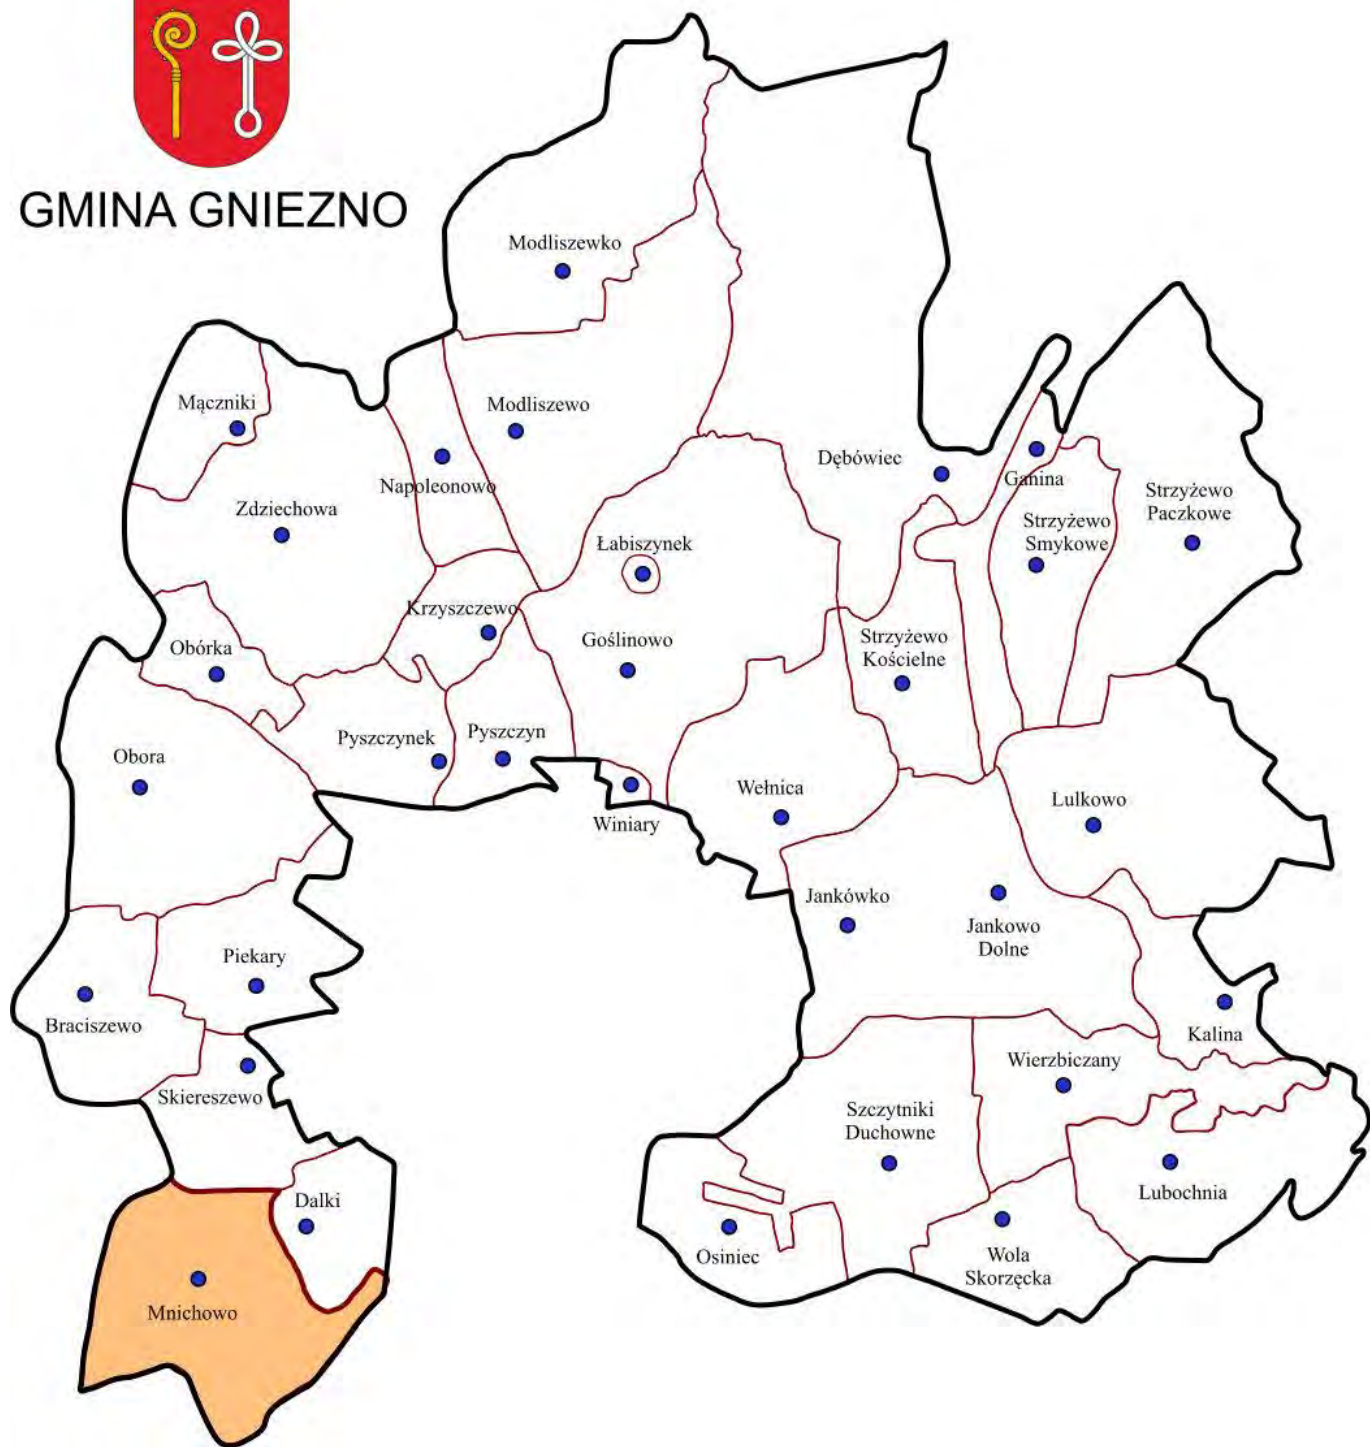 GMINA GNIEZNO
Modliszewko
Mączniki
Modliszewo
Napoleonowo
Zdziechowa
Dębówiec
Ganina
Strzyżewo
Paczkowe
Strzyżewo
Smykowe
Łabiszynek
Krzyszczewo
Goślinowo
Strzyżewo
Kościelne
Obórka
Pyszczynek
Pyszczyn
Obora
Wełnica
Winiary
Lulkowo
Jankówko
Jankowo
Dolne
Piekary
Braciszewo
Kalina
Wierzbiczany
Skiereszewo
Szczytniki
Duchowne
Lubochnia
Dalki
Osiniec
Wola
Skorzęcka
Mnichowo